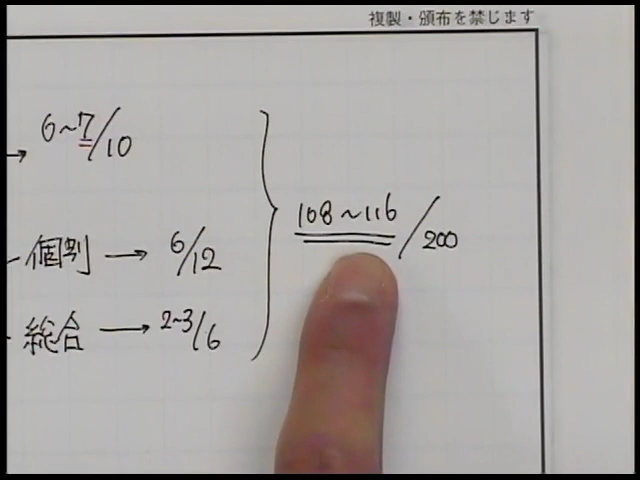 複製・頒布を禁じます
→ 6~7/10
個別 → 6/12
総合 → 2~3/6
108~116/200